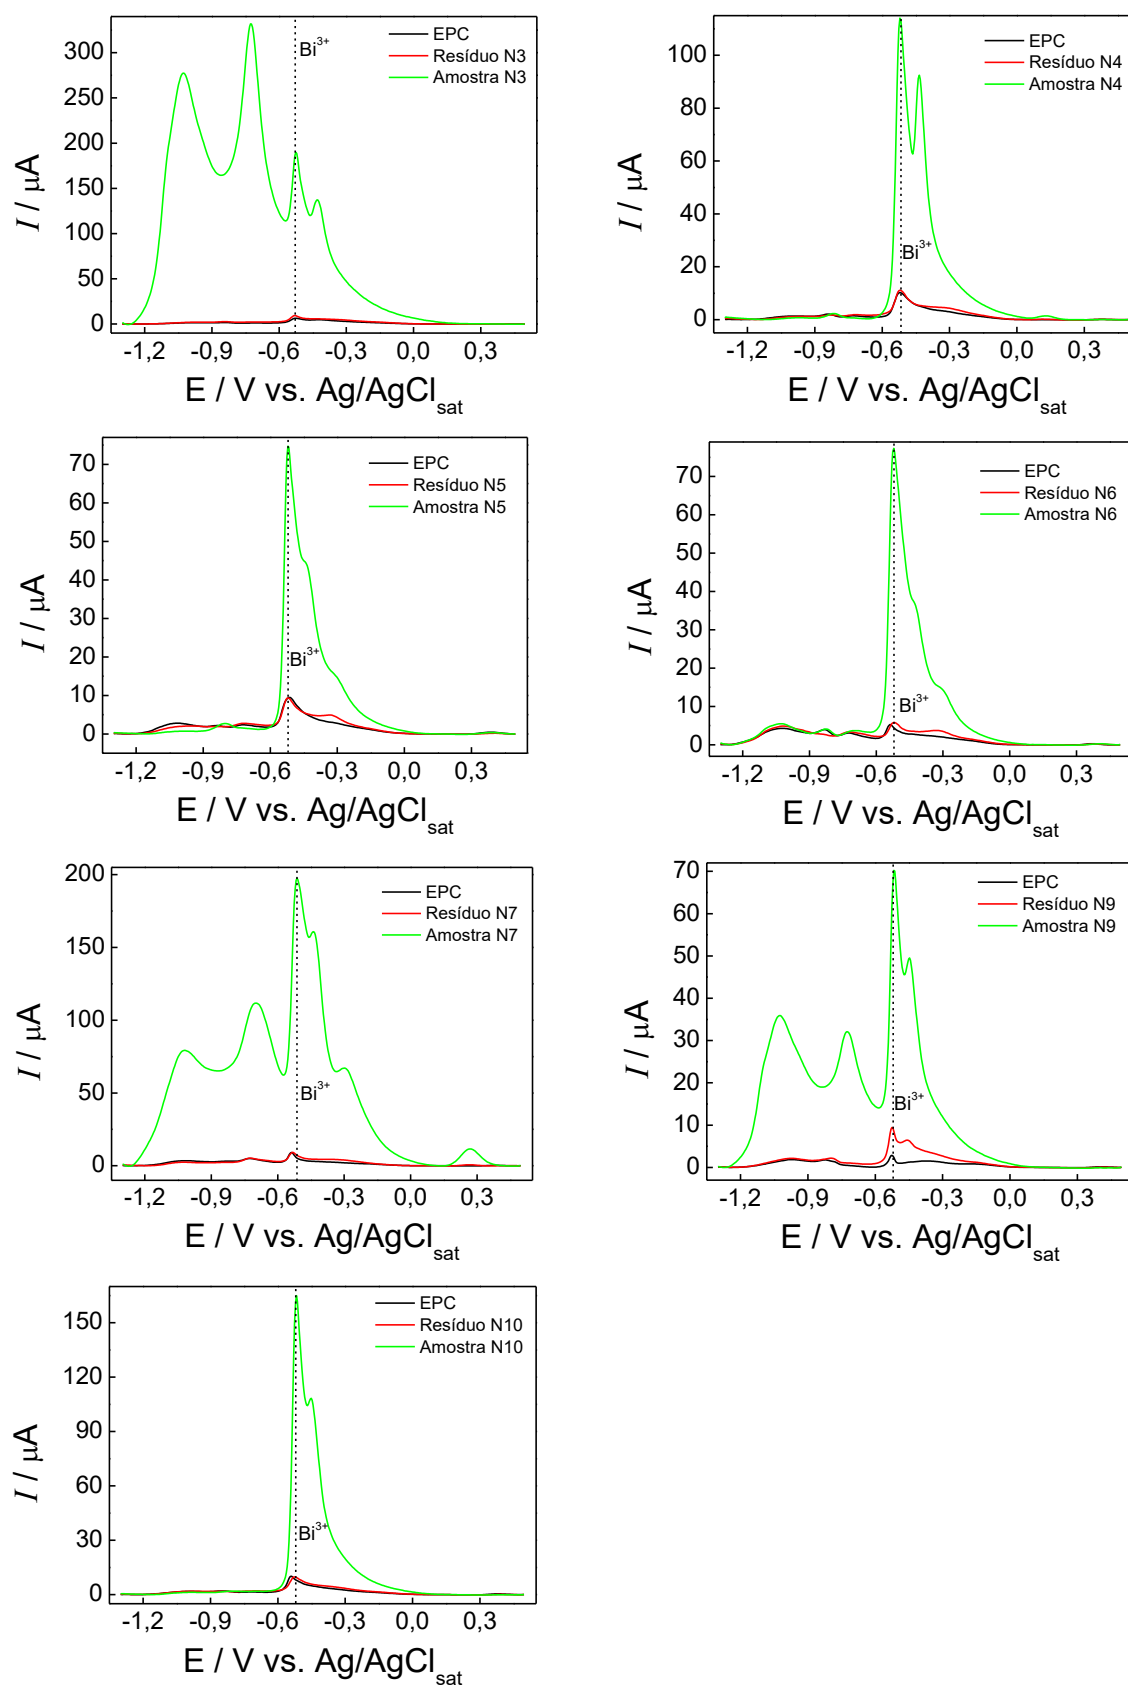 EPC
Resíduo N3
Amostra N3
Bi³⁺
300
250
200
150
100
50
0
I / µA
-1,2 -0,9 -0,6 -0,3 0,0 0,3
E / V vs. Ag/AgCl_sat
EPC
Resíduo N4
Amostra N4
Bi³⁺
100
80
60
40
20
0
I / µA
-1,2 -0,9 -0,6 -0,3 0,0 0,3
E / V vs. Ag/AgCl_sat
EPC
Resíduo N5
Amostra N5
Bi³⁺
70
60
50
40
30
20
10
0
I / µA
-1,2 -0,9 -0,6 -0,3 0,0 0,3
E / V vs. Ag/AgCl_sat
EPC
Resíduo N6
Amostra N6
Bi³⁺
70
60
50
40
30
20
10
0
I / µA
-1,2 -0,9 -0,6 -0,3 0,0 0,3
E / V vs. Ag/AgCl_sat
EPC
Resíduo N7
Amostra N7
Bi³⁺
200
150
100
50
0
I / µA
-1,2 -0,9 -0,6 -0,3 0,0 0,3
E / V vs. Ag/AgCl_sat
EPC
Resíduo N9
Amostra N9
Bi³⁺
70
60
50
40
30
20
10
0
I / µA
-1,2 -0,9 -0,6 -0,3 0,0 0,3
E / V vs. Ag/AgCl_sat
EPC
Resíduo N10
Amostra N10
Bi³⁺
150
120
90
60
30
0
I / µA
-1,2 -0,9 -0,6 -0,3 0,0 0,3
E / V vs. Ag/AgCl_sat